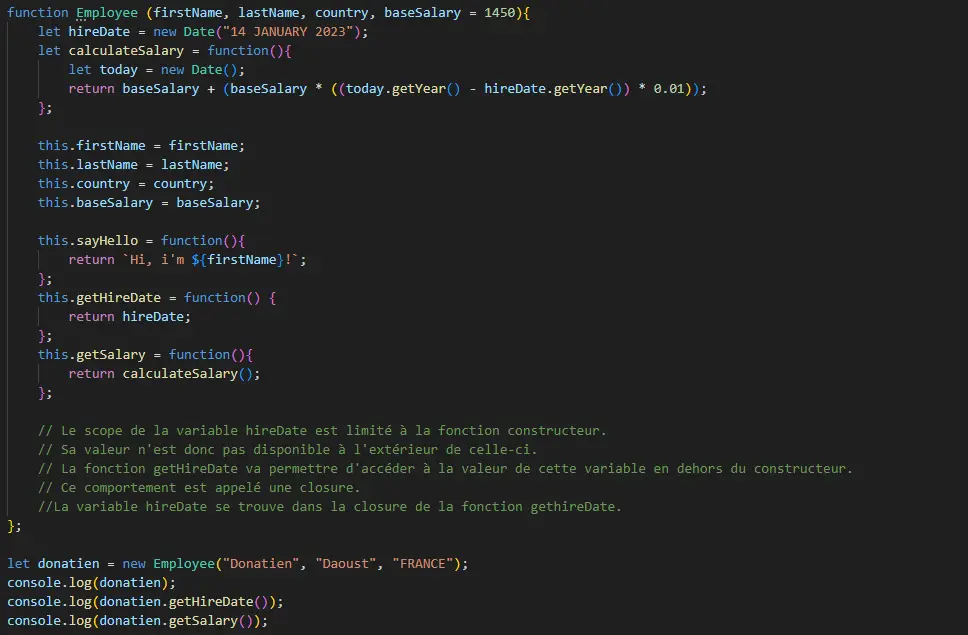 function Employee (firstName, lastName, country, baseSalary = 1450){
    let hireDate = new Date("14 JANUARY 2023");
    let calculateSalary = function(){
        let today = new Date();
        return baseSalary + (baseSalary * ((today.getYear() - hireDate.getYear()) * 0.01));
    };

    this.firstName = firstName;
    this.lastName = lastName;
    this.country = country;
    this.baseSalary = baseSalary;

    this.sayHello = function(){
        return `Hi, i'm ${firstName}!`;
    };
    this.getHireDate = function() {
        return hireDate;
    };
    this.getSalary = function(){
        return calculateSalary();
    };

    // Le scope de la variable hireDate est limité à la fonction constructeur.
    // Sa valeur n'est donc pas disponible à l'extérieur de celle-ci.
    // La fonction getHireDate va permettre d'accéder à la valeur de cette variable en dehors du constructeur.
    // Ce comportement est appelé une closure.
    //La variable hireDate se trouve dans la closure de la fonction gethireDate.
};

let donatien = new Employee("Donatien", "Daoust", "FRANCE");
console.log(donatien);
console.log(donatien.getHireDate());
console.log(donatien.getSalary());